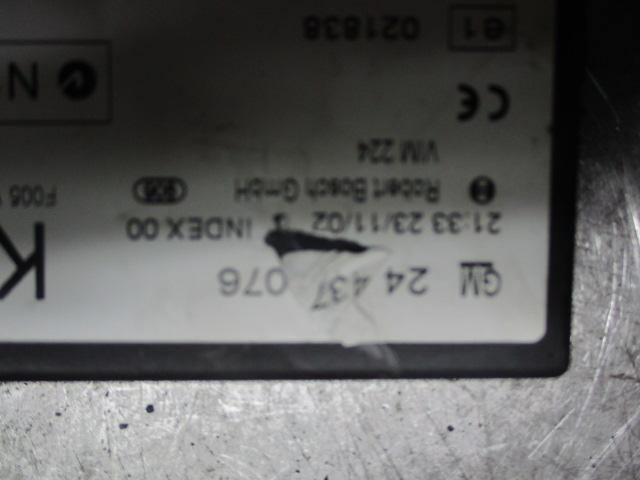 GM 24 437 076 K
21:33 23/11/02 INDEX 00
Robert Bosch GmbH F005
VIM 224
CE N
e1 021838